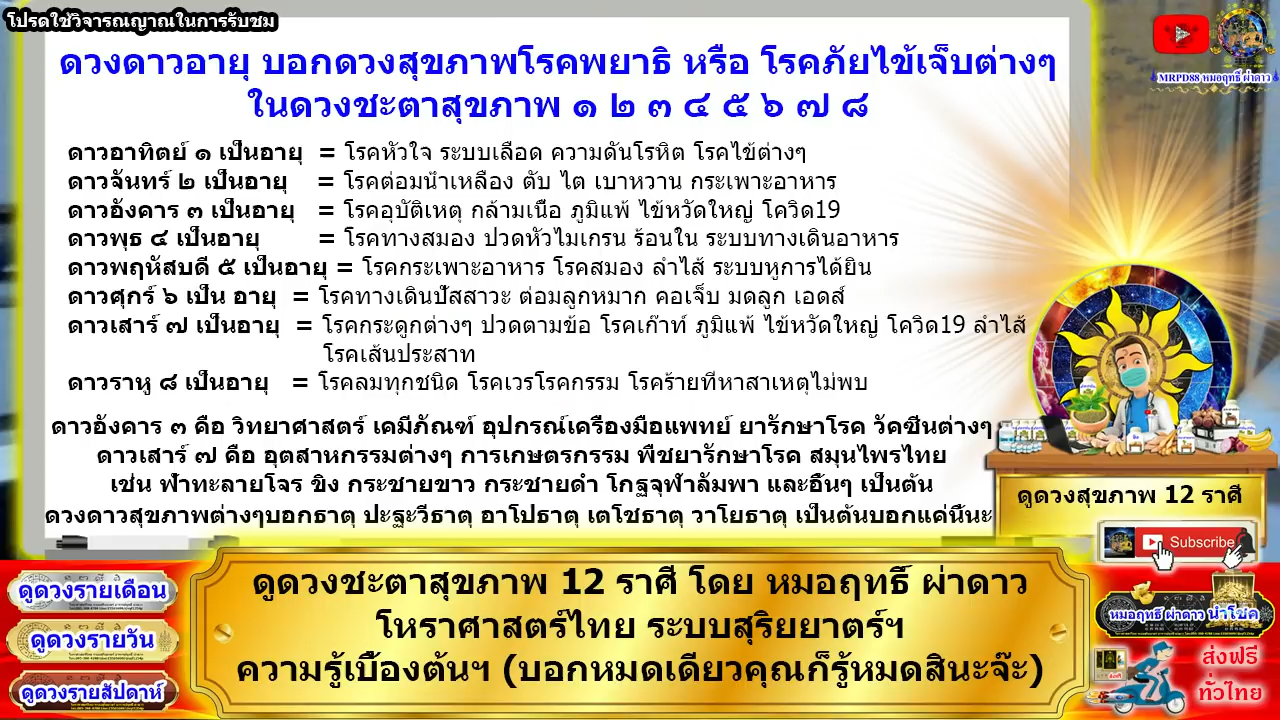 โปรดใช้วิจารณญาณในการรับชม
MRPD88 หมอฤทธิ์ ผ่าดาว
ดวงดาวอายุ บอกดวงสุขภาพโรคพยาธิ หรือ โรคภัยไข้เจ็บต่างๆ
ในดวงชะตาสุขภาพ ๑ ๒ ๓ ๔ ๕ ๖ ๗ ๘
ดาวอาทิตย์ ๑ เป็นอายุ = โรคหัวใจ ระบบเลือด ความดันโรหิต โรคไข้ต่างๆ
ดาวจันทร์ ๒ เป็นอายุ = โรคต่อมน้ำเหลือง ตับ ไต เบาหวาน กระเพาะอาหาร
ดาวอังคาร ๓ เป็นอายุ = โรคอุบัติเหตุ กล้ามเนื้อ ภูมิแพ้ ไข้หวัดใหญ่ โควิด19
ดาวพุธ ๔ เป็นอายุ = โรคทางสมอง ปวดหัวไมเกรน ร้อนใน ระบบทางเดินอาหาร
ดาวพฤหัสบดี ๕ เป็นอายุ = โรคกระเพาะอาหาร โรคสมอง ลำไส้ ระบบหูการได้ยิน
ดาวศุกร์ ๖ เป็น อายุ = โรคทางเดินปัสสาวะ ต่อมลูกหมาก คอเจ็บ มดลูก เอดส์
ดาวเสาร์ ๗ เป็นอายุ = โรคกระดูกต่างๆ ปวดตามข้อ โรคเก๊าท์ ภูมิแพ้ ไข้หวัดใหญ่ โควิด19 ลำไส้
โรคเส้นประสาท
ดาวราหู ๘ เป็นอายุ = โรคลมทุกชนิด โรคเวรโรคกรรม โรคร้ายที่หาสาเหตุไม่พบ
ดาวอังคาร ๓ คือ วิทยาศาสตร์ เคมีภัณฑ์ อุปกรณ์เครื่องมือแพทย์ ยารักษาโรค วัคซีนต่างๆ
ดาวเสาร์ ๗ คือ อุตสาหกรรมต่างๆ การเกษตรกรรม พืชยารักษาโรค สมุนไพรไทย
เช่น ฟ้าทะลายโจร ขิง กระชายขาว กระชายดำ โกฐจุฬาลัมพา และอื่นๆ เป็นต้น
ดวงดาวสุขภาพต่างๆบอกธาตุ ปะฐะวีธาตุ อาโปธาตุ เตโชธาตุ วาโยธาตุ เป็นต้นบอกแค่นี้นะ
ดูดวงสุขภาพ 12 ราศี
Subscribe
ดูดวงรายเดือน
ดูดวงรายวัน
ดูดวงรายสัปดาห์
ดูดวงชะตาสุขภาพ 12 ราศี โดย หมอฤทธิ์ ผ่าดาว
โหราศาสตร์ไทย ระบบสุริยยาตร์ฯ
ความรู้เบื้องต้นฯ (บอกหมดเดี๋ยวคุณก็รู้หมดสินะจ๊ะ)
หมอฤทธิ์ ผ่าดาว นำโชค
ส่งฟรี
ทั่วไทย